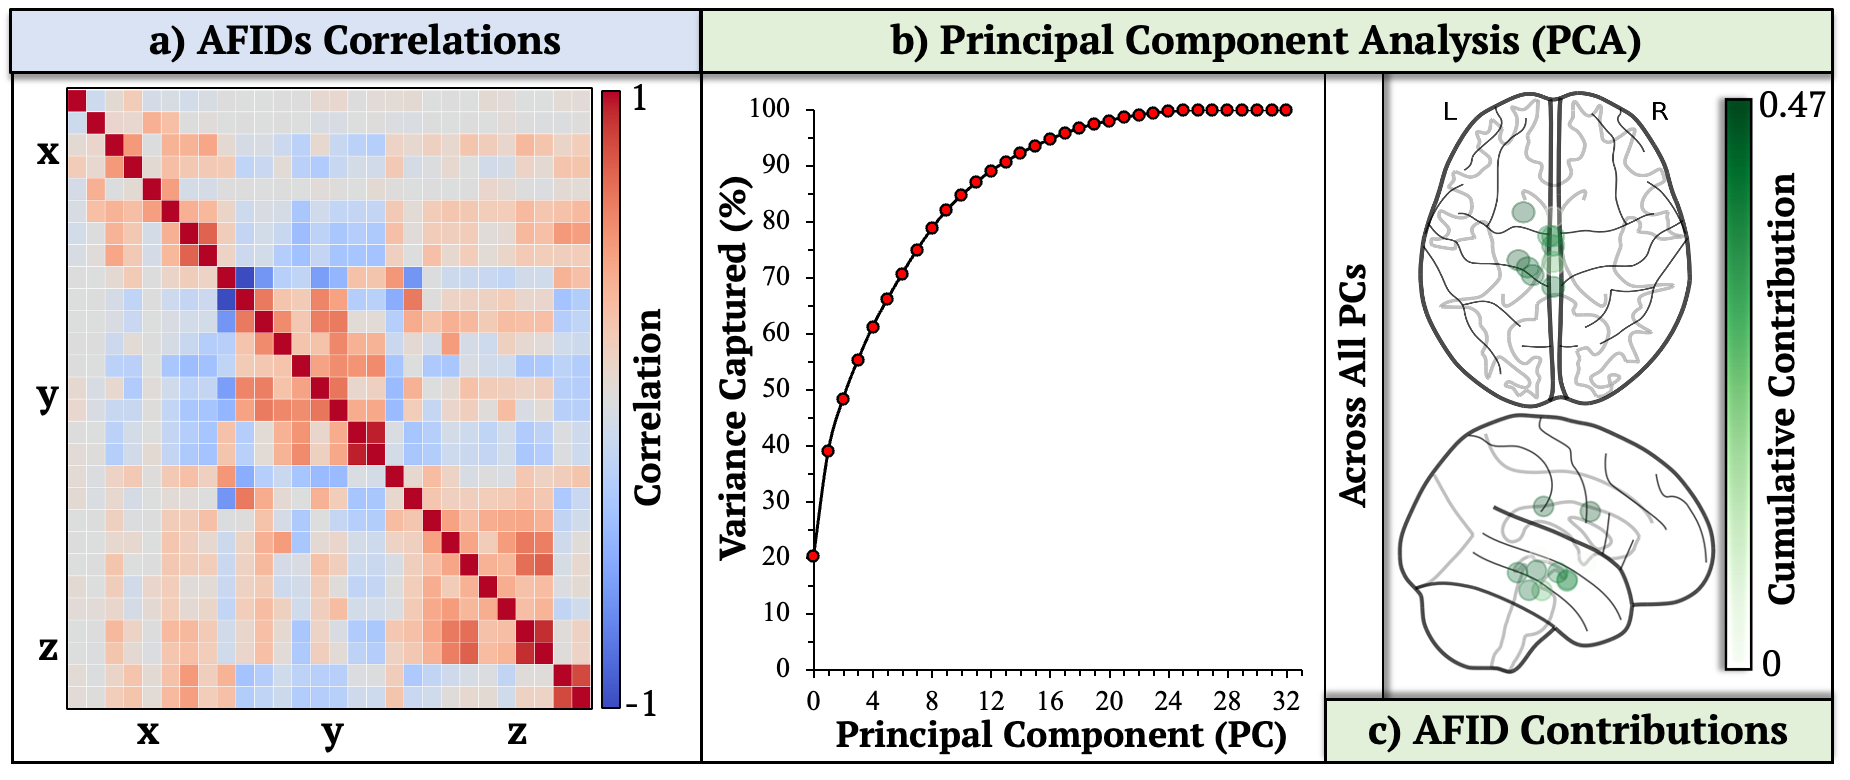 a) AFIDs Correlations
x
y
z
x
y
z
1
-1
Correlation
b) Principal Component Analysis (PCA)
100
90
80
70
60
50
40
30
20
10
0
Variance Captured (%)
0 4 8 12 16 20 24 28 32
Principal Component (PC)
Across All PCs
L R
0.47
0
Cumulative Contribution
c) AFID Contributions